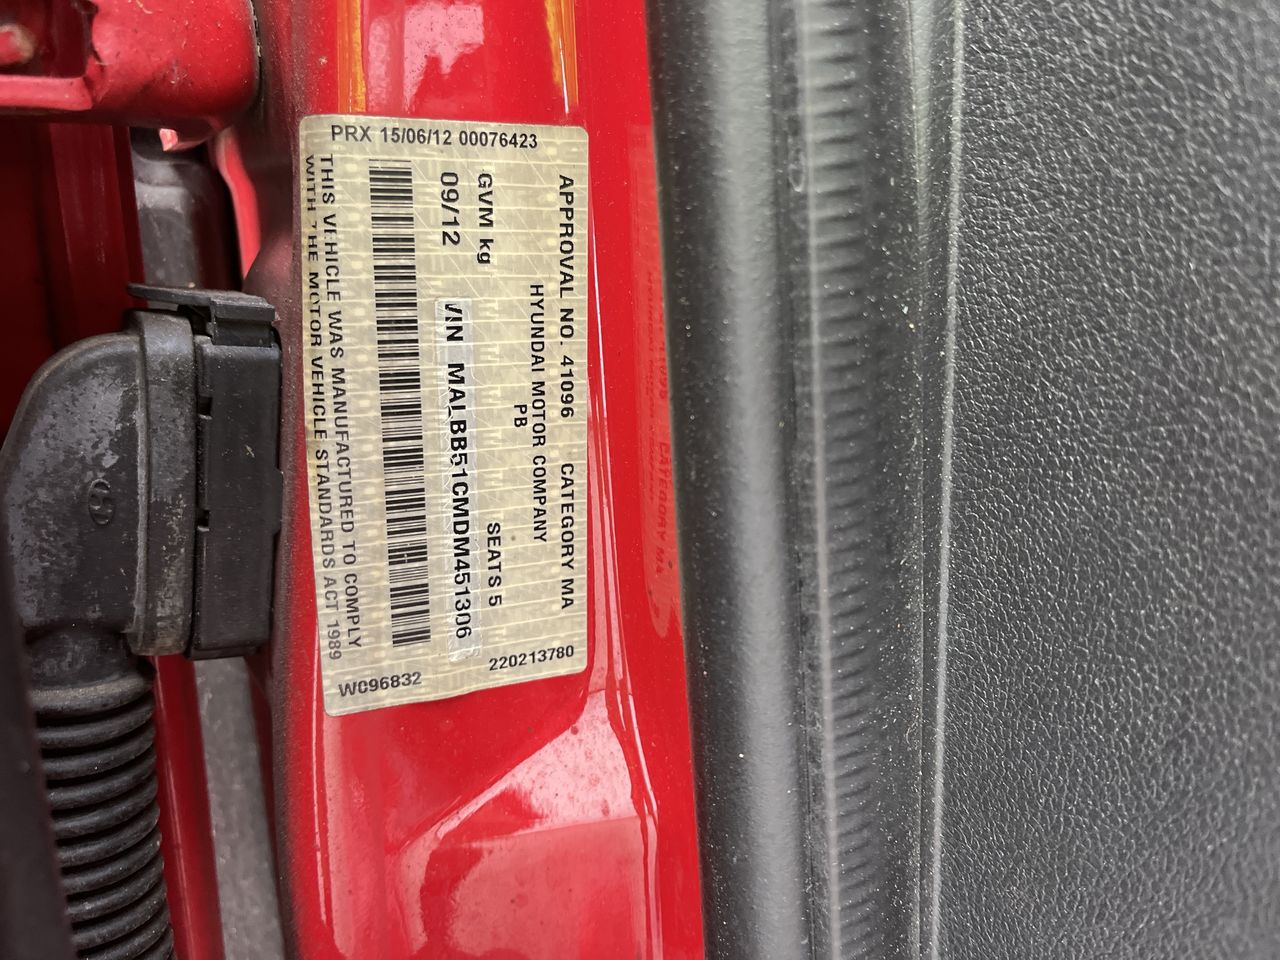 PRX 15/06/12 00076423
APPROVAL NO. 41096 CATEGORY MA
HYUNDAI MOTOR COMPANY
PB
GVM kg SEATS 5
09/12 VIN MALBB51CMDM451306
THIS VEHICLE WAS MANUFACTURED TO COMPLY
WITH THE MOTOR VEHICLE STANDARDS ACT 1989
WC96832 220213780